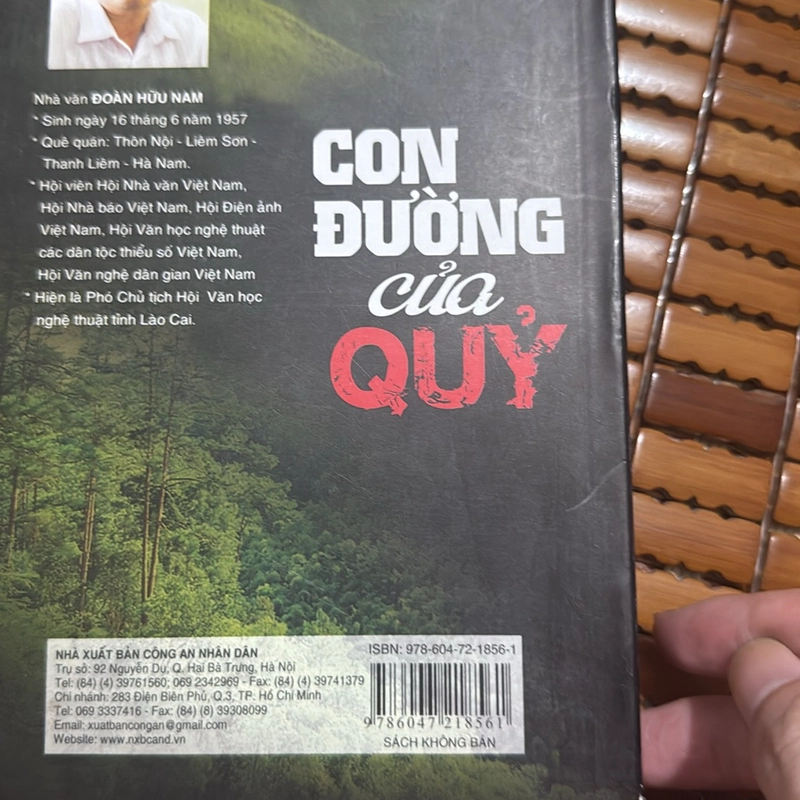 Nhà văn ĐOÀN HỮU NAM
* Sinh ngày 16 tháng 6 năm 1957
* Quê quán: Thôn Nội - Liêm Sơn -
Thanh Liêm - Hà Nam.
* Hội viên Hội Nhà văn Việt Nam,
Hội Nhà báo Việt Nam, Hội Điện ảnh
Việt Nam, Hội Văn học nghệ thuật
các dân tộc thiểu số Việt Nam,
Hội Văn nghệ dân gian Việt Nam
* Hiện là Phó Chủ tịch Hội Văn học
nghệ thuật tỉnh Lào Cai.
CON
ĐƯỜNG
của
QUỶ
NHÀ XUẤT BẢN CÔNG AN NHÂN DÂN
Trụ sở: 92 Nguyễn Du, Q. Hai Bà Trưng, Hà Nội
Tel: (84) (4) 39761560; 069 2342969 - Fax: (84) (4) 39741379
Chi nhánh: 283 Điện Biên Phủ, Q.3, TP. Hồ Chí Minh
Tel: 069 3337416 - Fax: (84) (8) 39308099
Email: xuatbancongan@gmail.com
Website: www.nxbcand.vn
ISBN: 978-604-72-1856-1
9 786047 218561
SÁCH KHÔNG BÁN